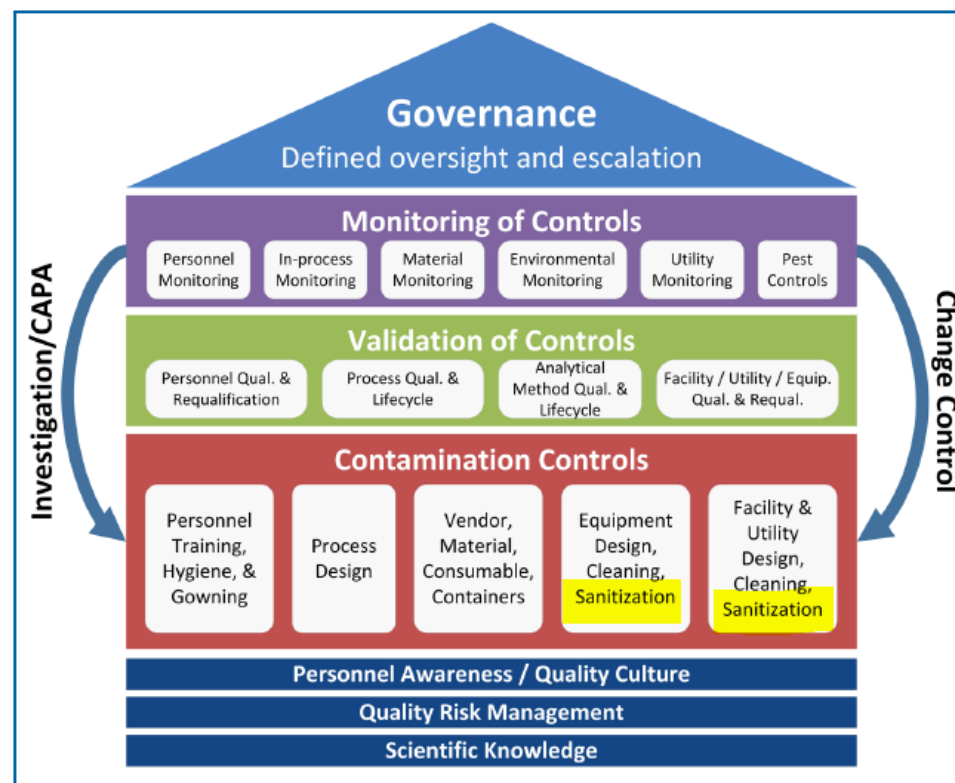 Governance
Defined oversight and escalation
Monitoring of Controls
Personnel
Monitoring
In-process
Monitoring
Material
Monitoring
Environmental
Monitoring
Utility
Monitoring
Pest
Controls
Investigation/CAPA
Change Control
Validation of Controls
Personnel Qual. &
Requalification
Process Qual. &
Lifecycle
Analytical
Method Qual. &
Lifecycle
Facility / Utility / Equip.
Qual. & Requal.
Contamination Controls
Personnel
Training,
Hygiene, &
Gowning
Process
Design
Vendor,
Material,
Consumable,
Containers
Equipment
Design,
Cleaning,
Sanitization
Facility &
Utility
Design,
Cleaning,
Sanitization
Personnel Awareness / Quality Culture
Quality Risk Management
Scientific Knowledge